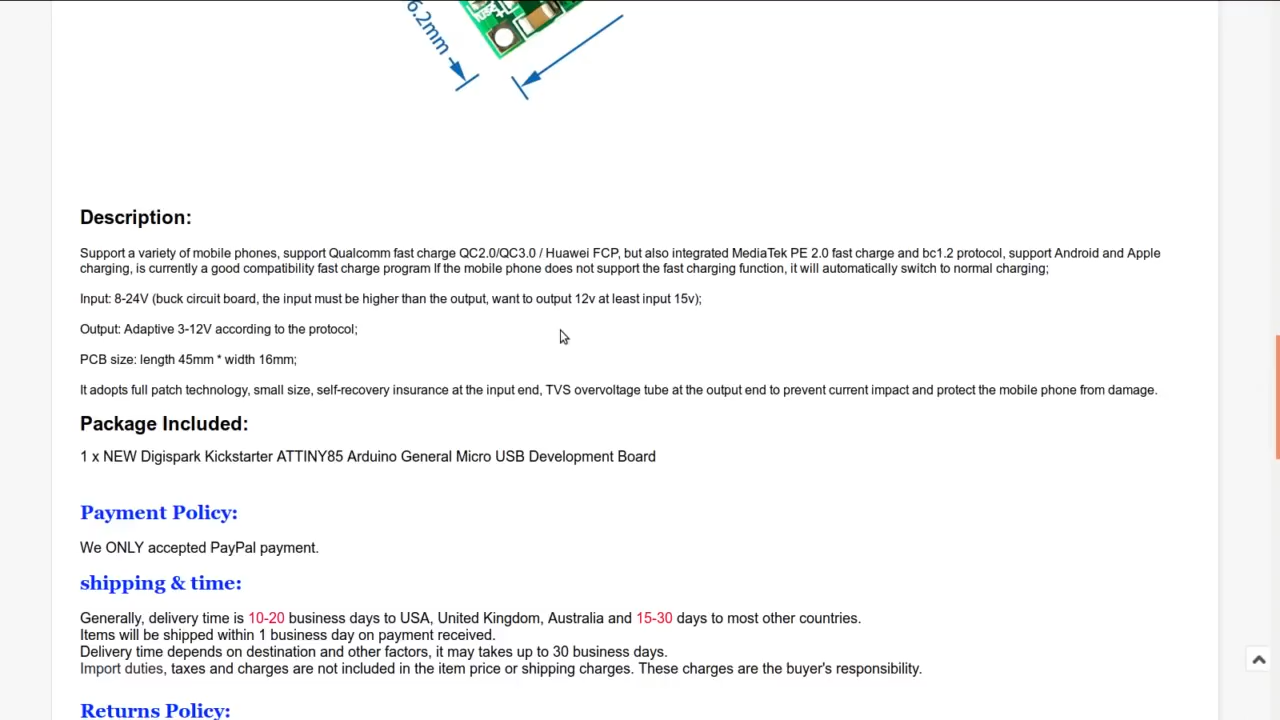 6.2mm
fuse
Description:
Support a variety of mobile phones, support Qualcomm fast charge QC2.0/QC3.0 / Huawei FCP, but also integrated MediaTek PE 2.0 fast charge and bc1.2 protocol, support Android and Apple
charging, is currently a good compatibility fast charge program If the mobile phone does not support the fast charging function, it will automatically switch to normal charging;
Input: 8-24V (buck circuit board, the input must be higher than the output, want to output 12v at least input 15v);
Output: Adaptive 3-12V according to the protocol;
PCB size: length 45mm * width 16mm;
It adopts full patch technology, small size, self-recovery insurance at the input end, TVS overvoltage tube at the output end to prevent current impact and protect the mobile phone from damage.
Package Included:
1 x NEW Digispark Kickstarter ATTINY85 Arduino General Micro USB Development Board
Payment Policy:
We ONLY accepted PayPal payment.
shipping & time:
Generally, delivery time is 10-20 business days to USA, United Kingdom, Australia and 15-30 days to most other countries.
Items will be shipped within 1 business day on payment received.
Delivery time depends on destination and other factors, it may takes up to 30 business days.
Import duties, taxes and charges are not included in the item price or shipping charges. These charges are the buyer's responsibility.
Returns Policy: